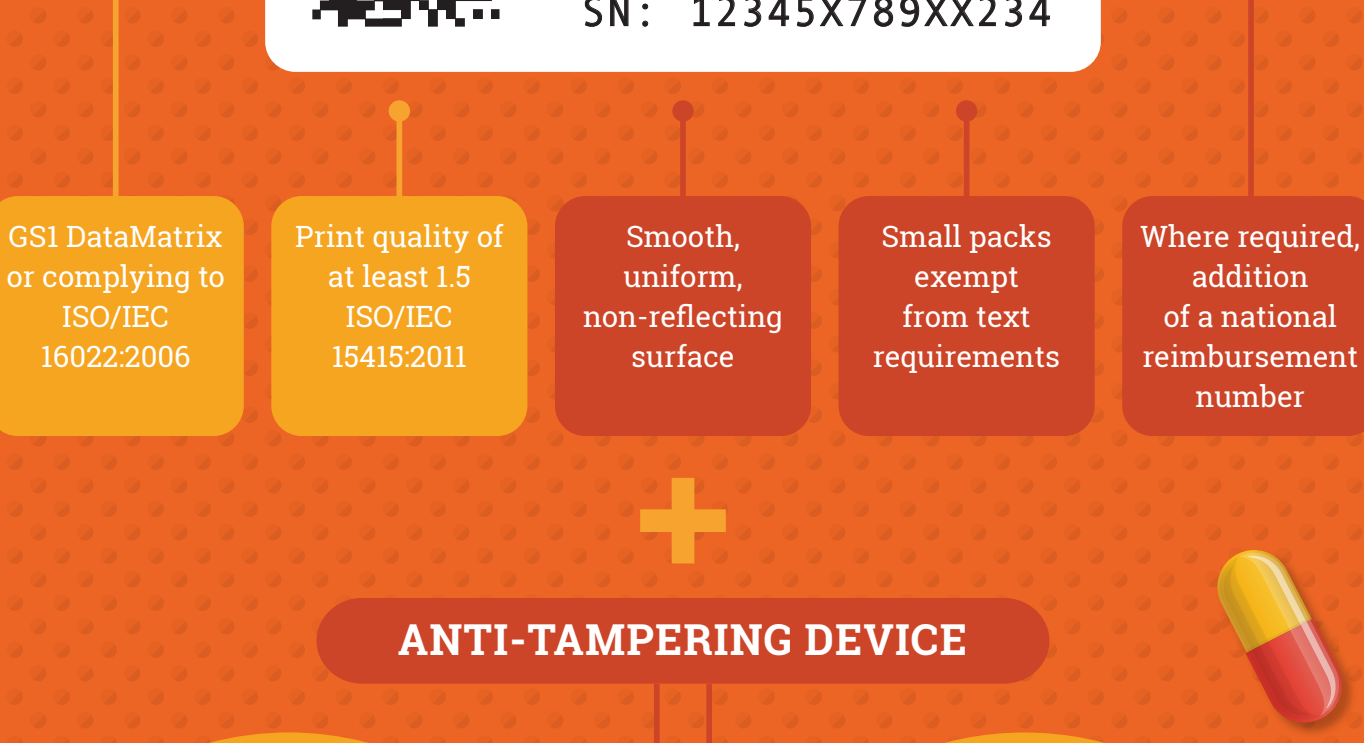 SN: 12345X789XX234
GS1 DataMatrix
or complying to
ISO/IEC
16022:2006
Print quality of
at least 1.5
ISO/IEC
15415:2011
Smooth,
uniform,
non-reflecting
surface
Small packs
exempt
from text
requirements
Where required,
addition
of a national
reimbursement
number
ANTI-TAMPERING DEVICE